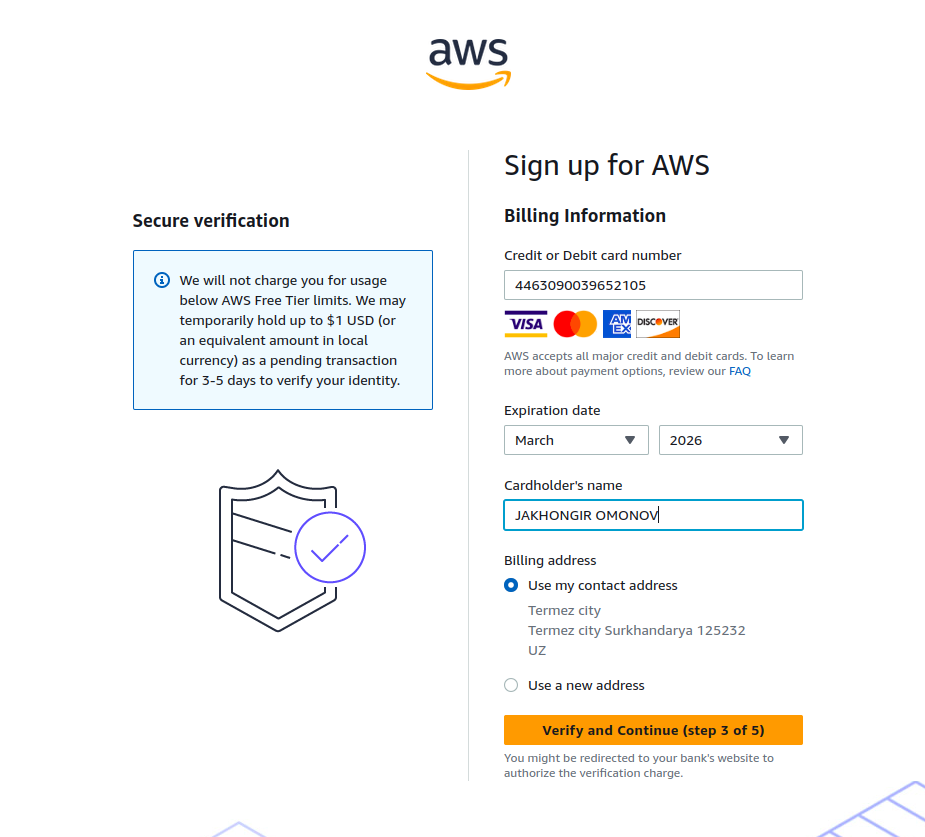 aws
Sign up for AWS
Secure verification
We will not charge you for usage
below AWS Free Tier limits. We may
temporarily hold up to $1 USD (or
an equivalent amount in local
currency) as a pending transaction
for 3-5 days to verify your identity.
Billing Information
Credit or Debit card number
4463090039652105
VISA
AM
EX
DISCOVER
AWS accepts all major credit and debit cards. To learn
more about payment options, review our FAQ
Expiration date
March
2026
Cardholder's name
JAKHONGIR OMONOV
Billing address
Use my contact address
Termez city
Termez city Surkhandarya 125232
UZ
Use a new address
Verify and Continue (step 3 of 5)
You might be redirected to your bank's website to
authorize the verification charge.